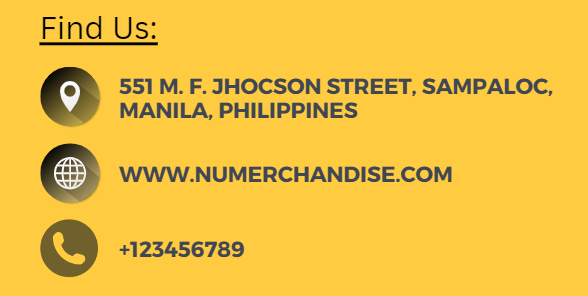 Find Us:
551 M. F. JHOCSON STREET, SAMPALOC,
MANILA, PHILIPPINES
WWW.NUMERCHANDISE.COM
+123456789